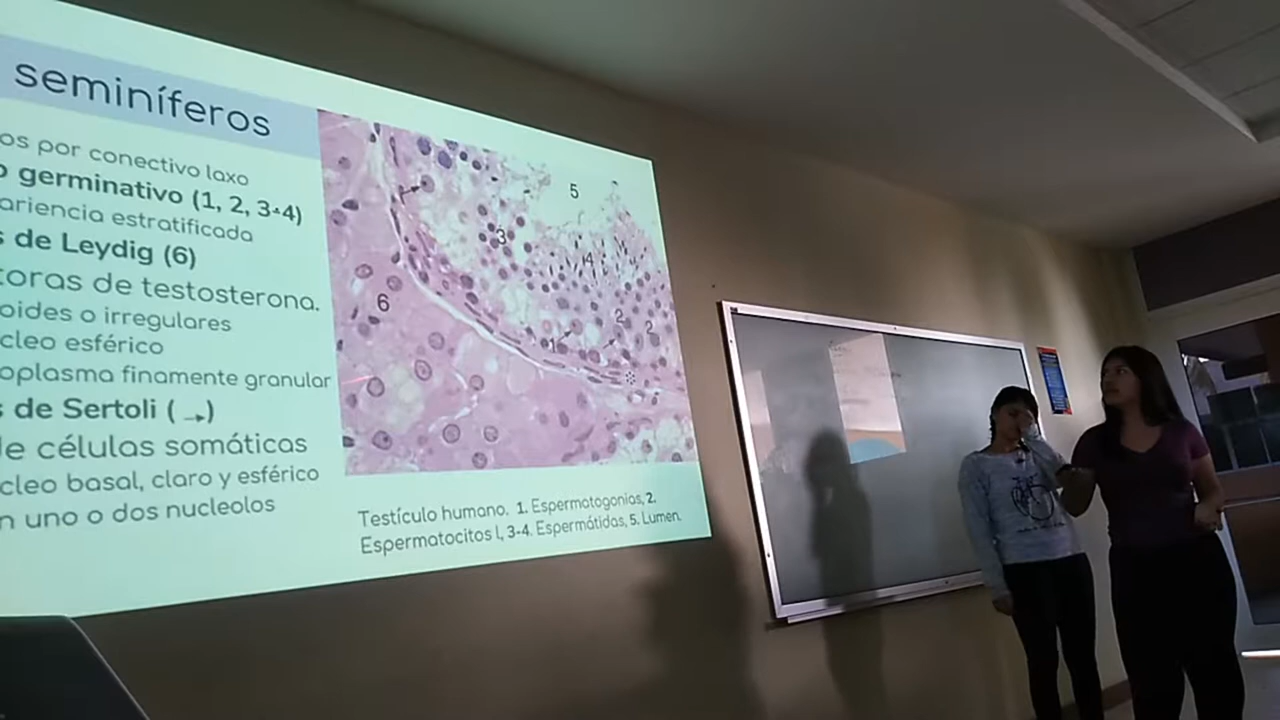 seminíferos
os por conectivo laxo
o germinativo (1, 2, 3-4)
ariencia estratificada
s de Leydig (6)
toras de testosterona.
oides o irregulares
cleo esférico
oplasma finamente granular
s de Sertoli ( → )
de células somáticas
cleo basal, claro y esférico
n uno o dos nucleolos
5
3
4
6
2
2
1
Testículo humano. 1. Espermatogonias, 2.
Espermatocitos I, 3-4. Espermátidas, 5. Lumen.